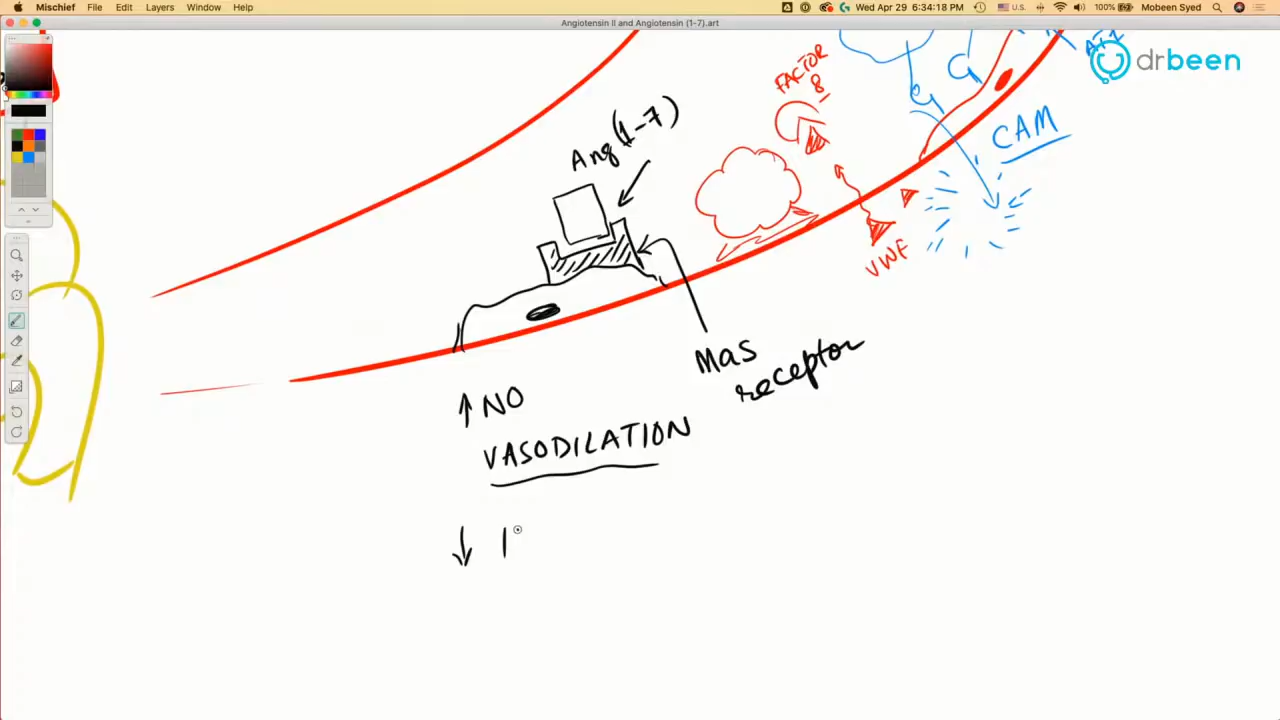 Mischief File Edit Layers Window Help
100% Wed Apr 29 6:34:18 PM U.S. 100% Mobeen Syed
Angiotensin II and Angiotensin (1-7).art
drbeen
FACTOR
8
Ang(1-7)
CAM
VWF
Mas
receptor
↑ NO
VASODILATION
↓